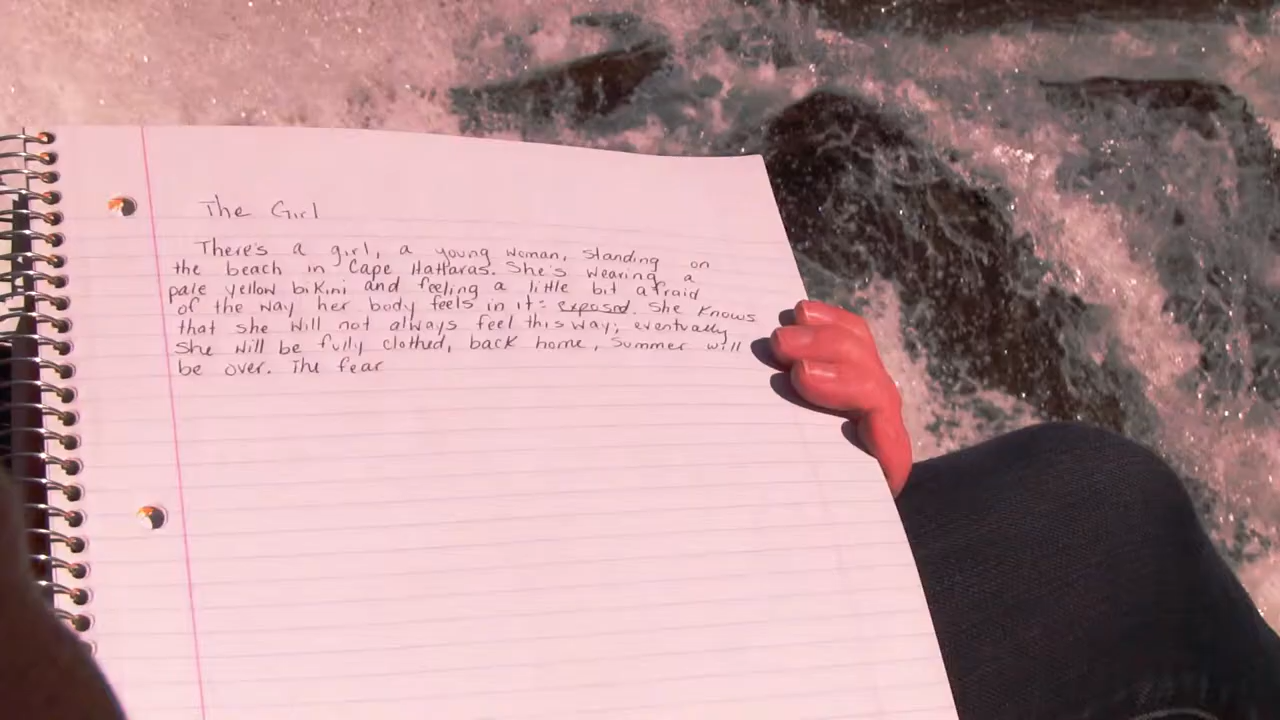 The Girl
There's a girl, a young woman, standing on
the beach in Cape Hattaras. She's wearing a
pale yellow bikini and feeling a little bit afraid
of the way her body feels in it: exposed. She knows
that she will not always feel this way; eventually
she will be fully clothed, back home, summer will
be over. The fear